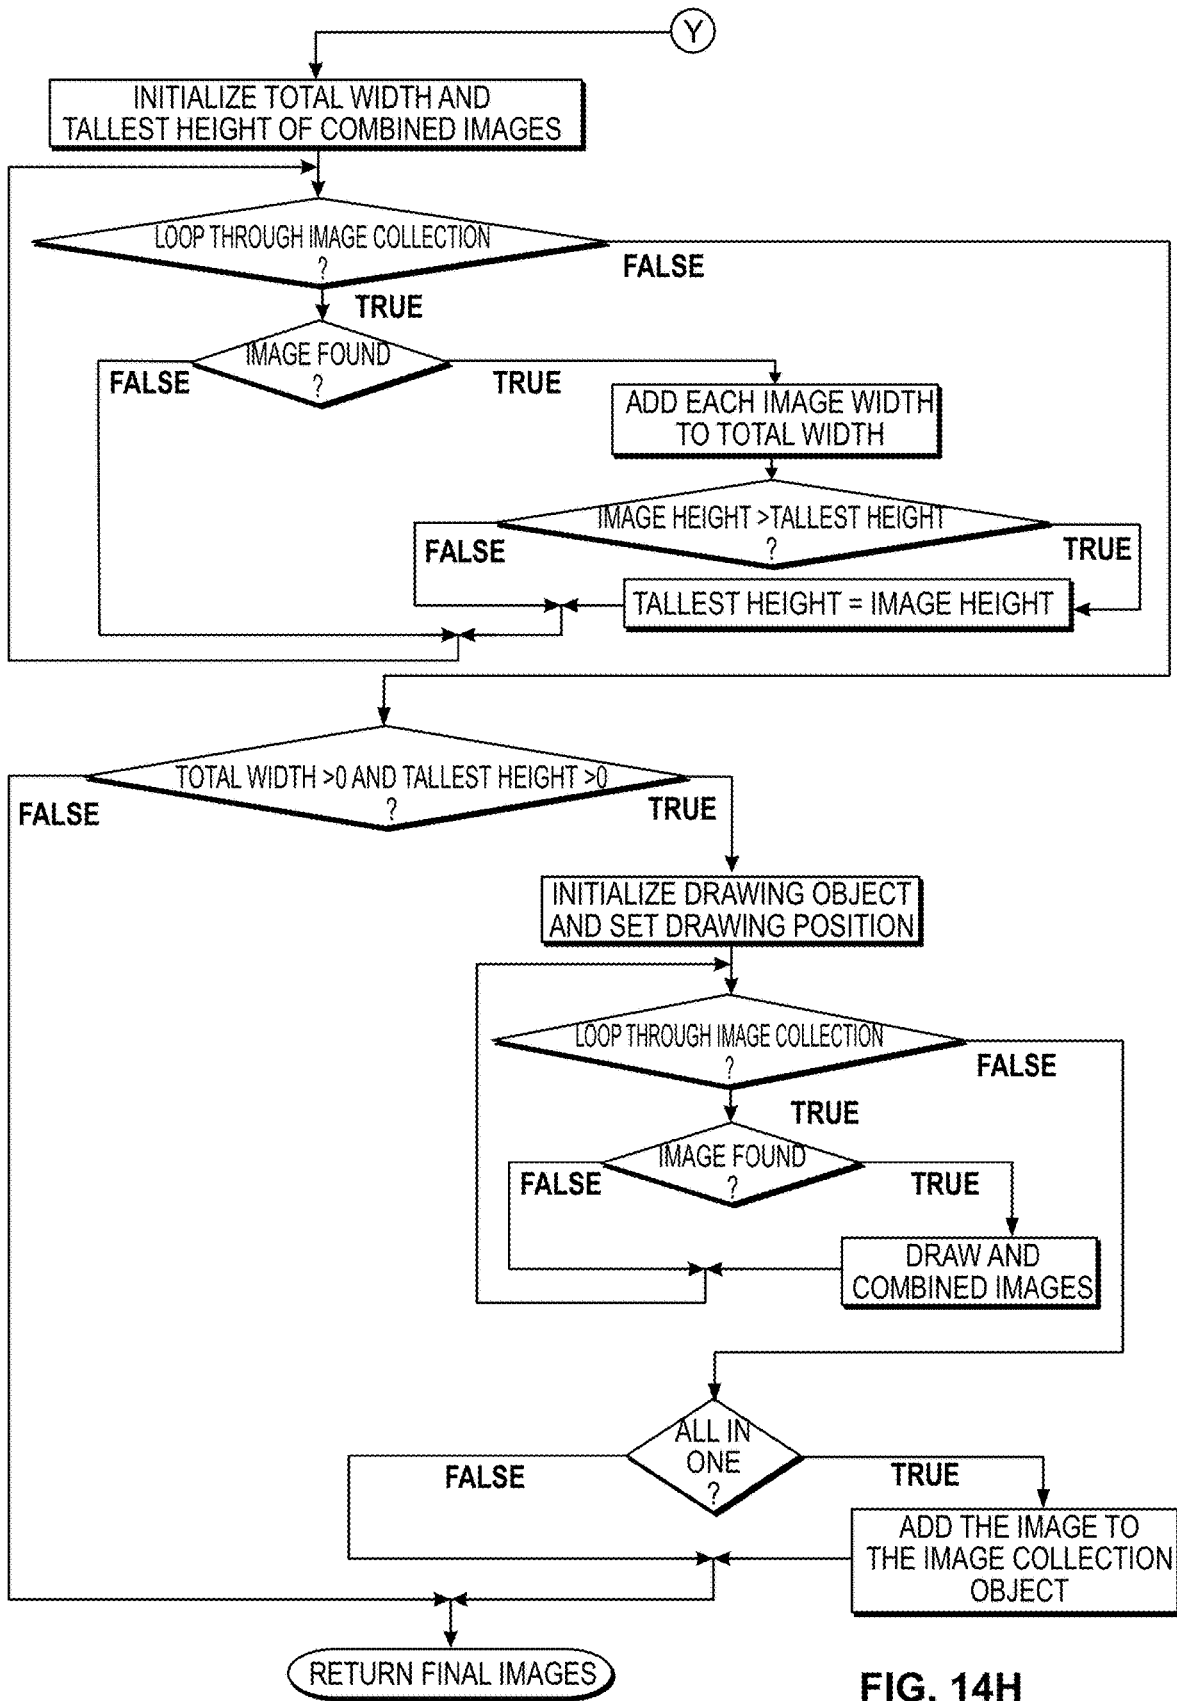 Y
INITIALIZE TOTAL WIDTH AND
TALLEST HEIGHT OF COMBINED IMAGES
LOOP THROUGH IMAGE COLLECTION
?
FALSE
TRUE
IMAGE FOUND
?
FALSE
TRUE
ADD EACH IMAGE WIDTH
TO TOTAL WIDTH
IMAGE HEIGHT >TALLEST HEIGHT
?
FALSE
TRUE
TALLEST HEIGHT = IMAGE HEIGHT
TOTAL WIDTH >0 AND TALLEST HEIGHT >0
?
FALSE
TRUE
INITIALIZE DRAWING OBJECT
AND SET DRAWING POSITION
LOOP THROUGH IMAGE COLLECTION
?
FALSE
TRUE
IMAGE FOUND
?
FALSE
TRUE
DRAW AND
COMBINED IMAGES
ALL IN
ONE
?
FALSE
TRUE
ADD THE IMAGE TO
THE IMAGE COLLECTION
OBJECT
RETURN FINAL IMAGES
FIG. 14H